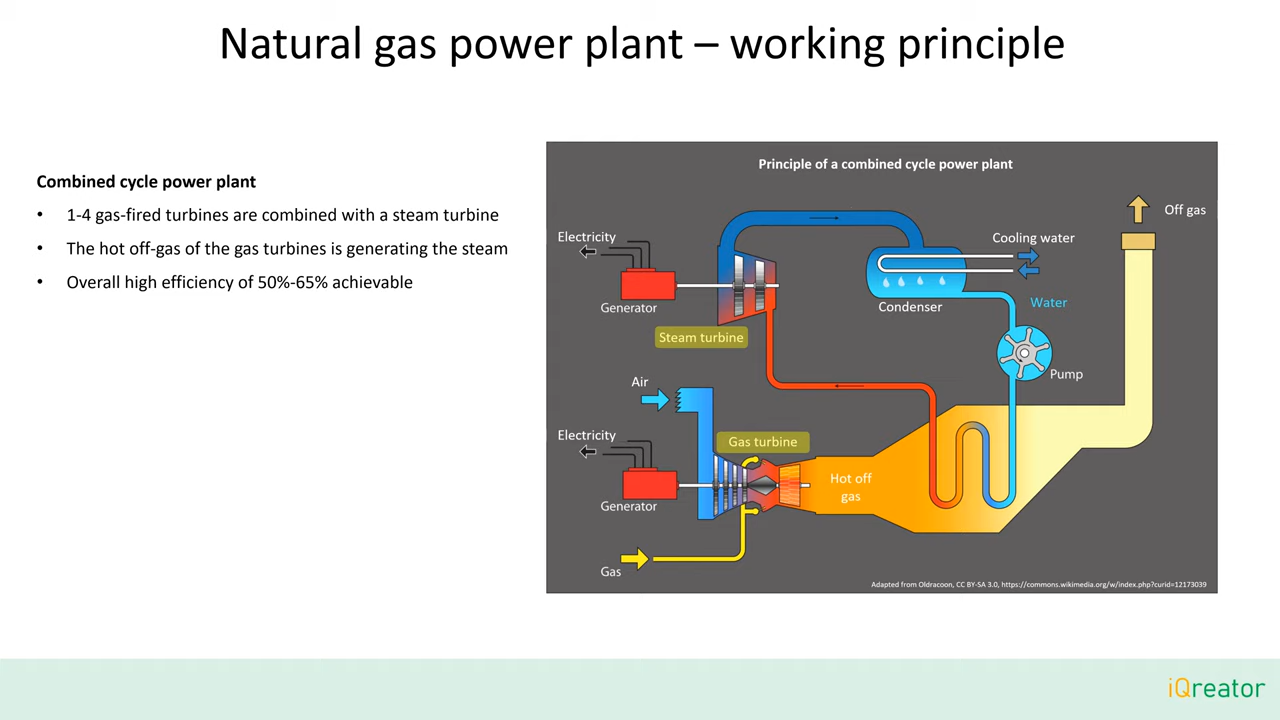 Natural gas power plant – working principle
Combined cycle power plant
• 1-4 gas-fired turbines are combined with a steam turbine
• The hot off-gas of the gas turbines is generating the steam
• Overall high efficiency of 50%-65% achievable
Principle of a combined cycle power plant
Off gas
Electricity
Cooling water
Generator
Condenser
Water
Steam turbine
Pump
Air
Electricity
Gas turbine
Hot off
gas
Generator
Gas
Adapted from Oldracoon, CC BY-SA 3.0, https://commons.wikimedia.org/w/index.php?curid=12173039
iQreator